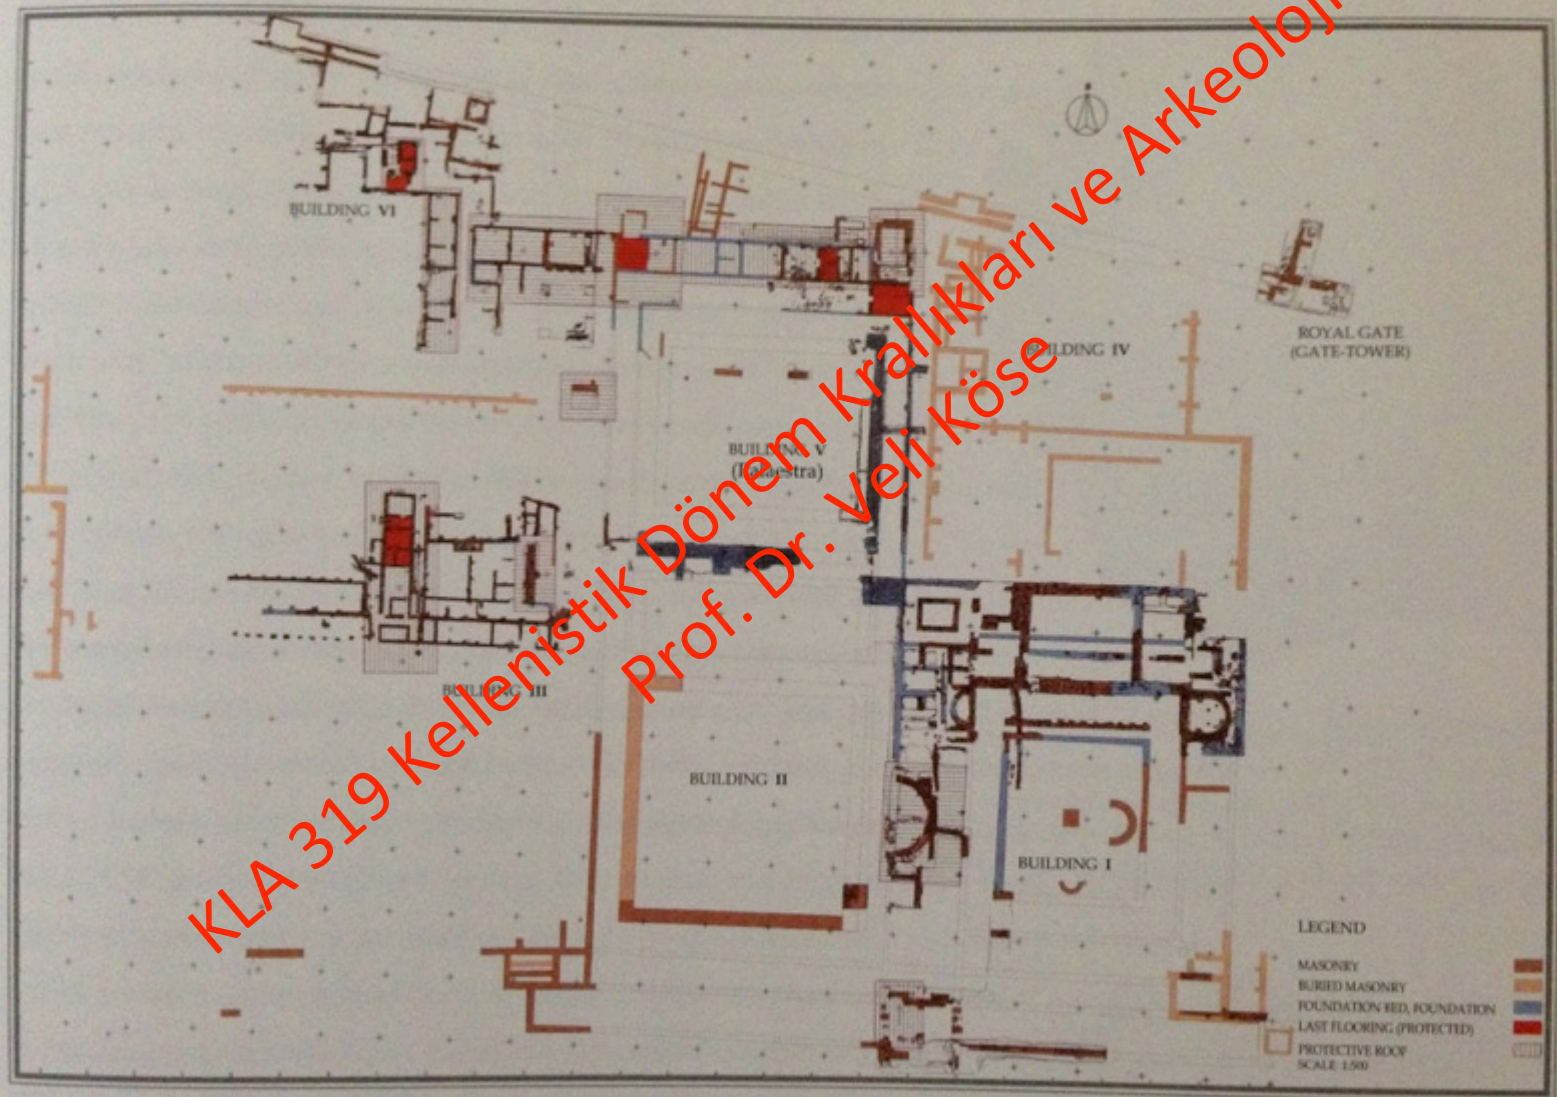 BUILDING VI
ROYAL GATE
(GATE-TOWER)
BUILDING IV
BUILDING V
(Palaestra)
BUILDING III
BUILDING II
BUILDING I
LEGEND
MASONRY
BURIED MASONRY
FOUNDATION BED, FOUNDATION
LAST FLOORING (PROTECTED)
PROTECTIVE ROOF
SCALE 1:500
KLA 319 Kellenistik Dönem Krallıkları ve Arkeoloji
Prof. Dr. Veli Köse